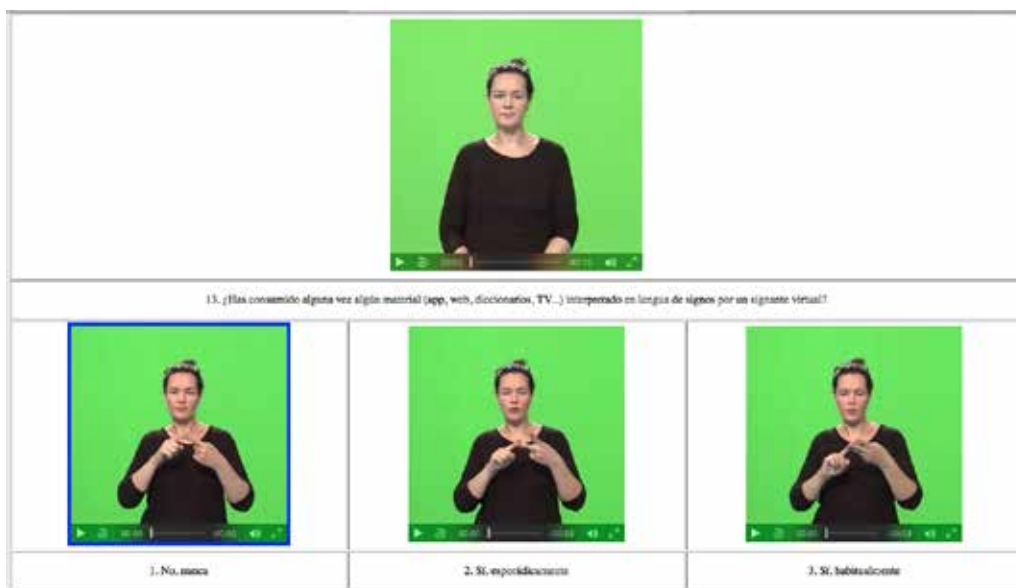 13. ¿Has consumido alguna vez algún material (app, web, diccionarios, TV...) interpretado en lengua de signos por un signante virtual?
1. No, nunca
2. Sí, esporádicamente
3. Sí, habitualmente